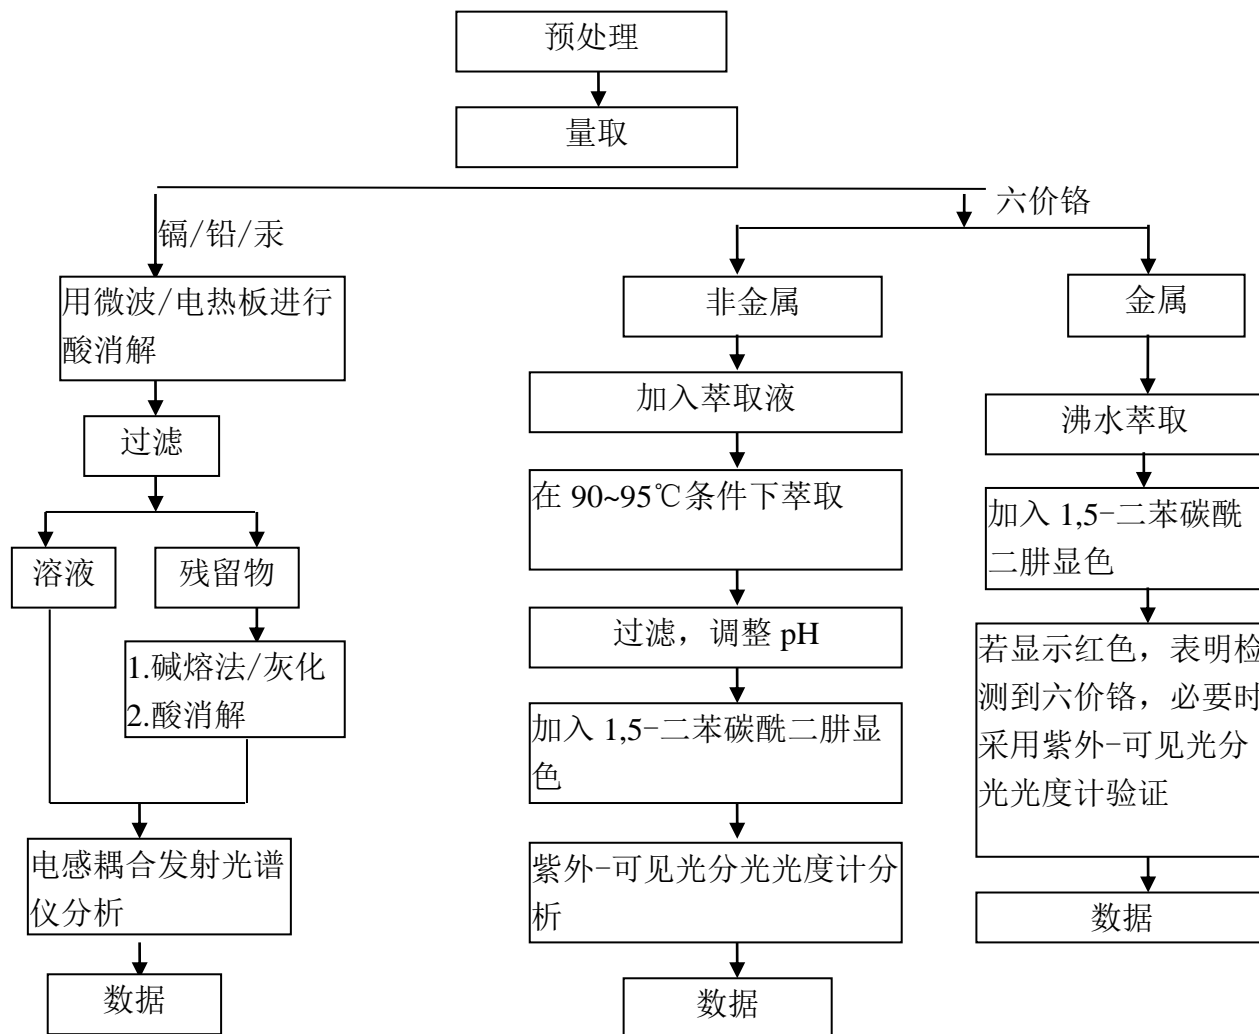 预处理
量取
六价铬
镉/铅/汞
用微波/电热板进行
酸消解
过滤
溶液
残留物
1.碱熔法/灰化
2.酸消解
电感耦合发射光谱
仪分析
数据
非金属
加入萃取液
在 90~95℃条件下萃取
过滤，调整 pH
加入 1,5-二苯碳酰二肼显
色
紫外-可见光分光光度计分
析
数据
金属
沸水萃取
加入 1,5-二苯碳酰
二肼显色
若显示红色，表明检
测到六价铬，必要时
采用紫外-可见光分
光光度计验证
数据